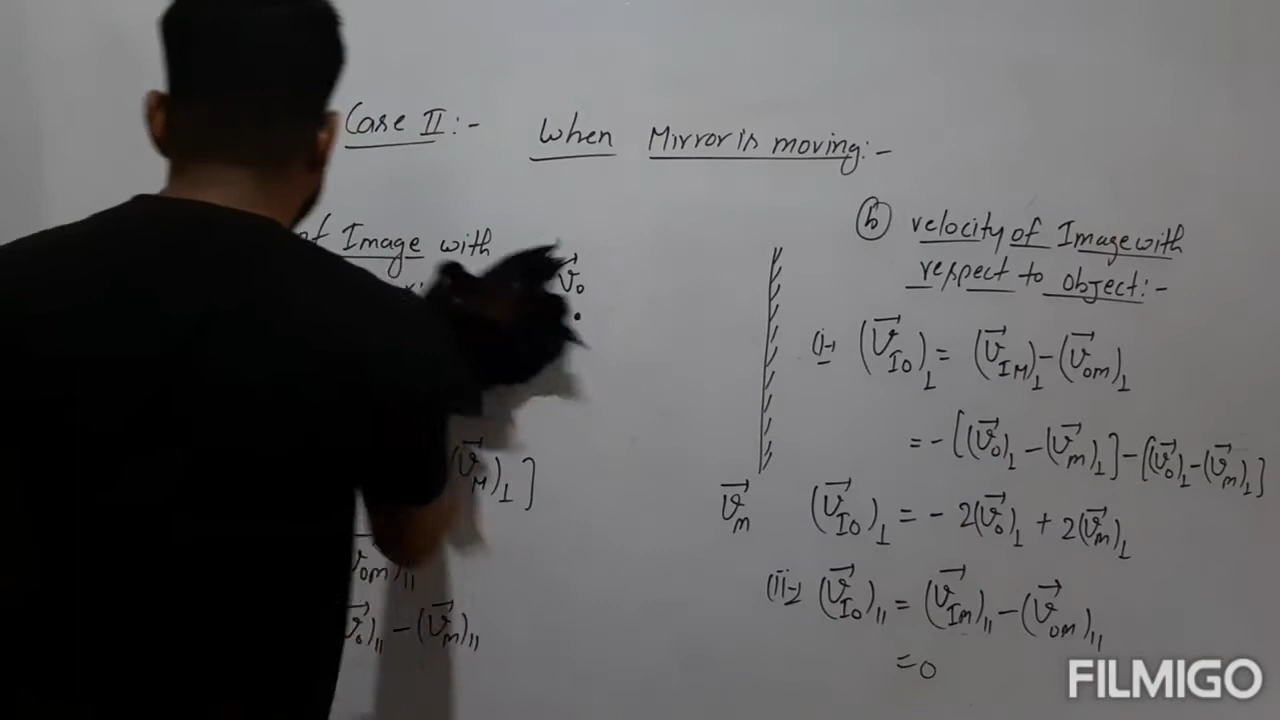 Case II :- When Mirror is moving :-
of Image with
v⃗₀
(v⃗_M)⊥ ]
v_om)||
v⃗₀)|| – (v⃗_m)||
v⃗_m
(b) velocity of Image with
respect to object :-
(i) (v⃗_IO)⊥ = (v⃗_IM)⊥ – (v⃗_om)⊥
= – [(v⃗₀)⊥ – (v⃗_m)⊥] – [(v⃗₀)⊥ – (v⃗_m)⊥]
(v⃗_IO)⊥ = – 2(v⃗₀)⊥ + 2(v⃗_m)⊥
(ii) (v⃗_IO)|| = (v⃗_Im)|| – (v⃗_om)||
= 0
FILMIGO